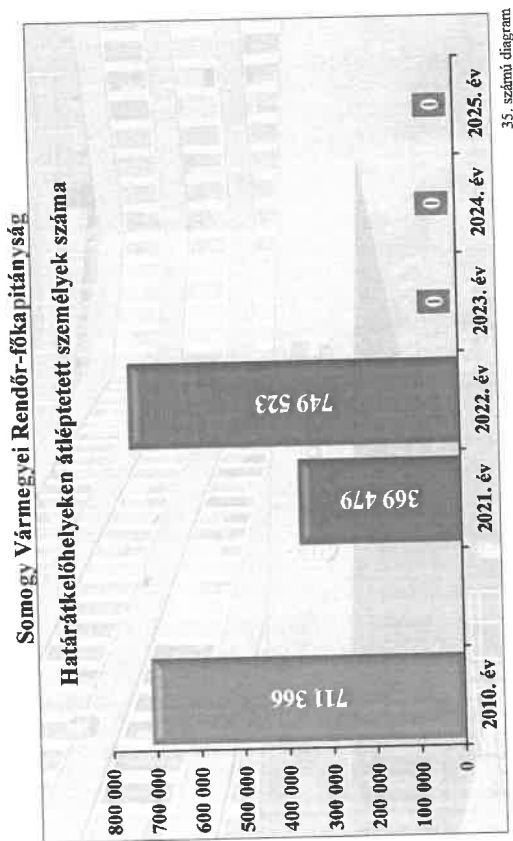 Somogy Vármegyei Rendőr-főkapitányság
Határátkelőhelyeken átléptetett személyek száma
800 000
700 000
600 000
500 000
400 000
300 000
200 000
100 000
0
711 366
369 479
749 523
0
0
0
2010. év
2021. év
2022. év
2023. év
2024. év
2025. év
35. számú diagram